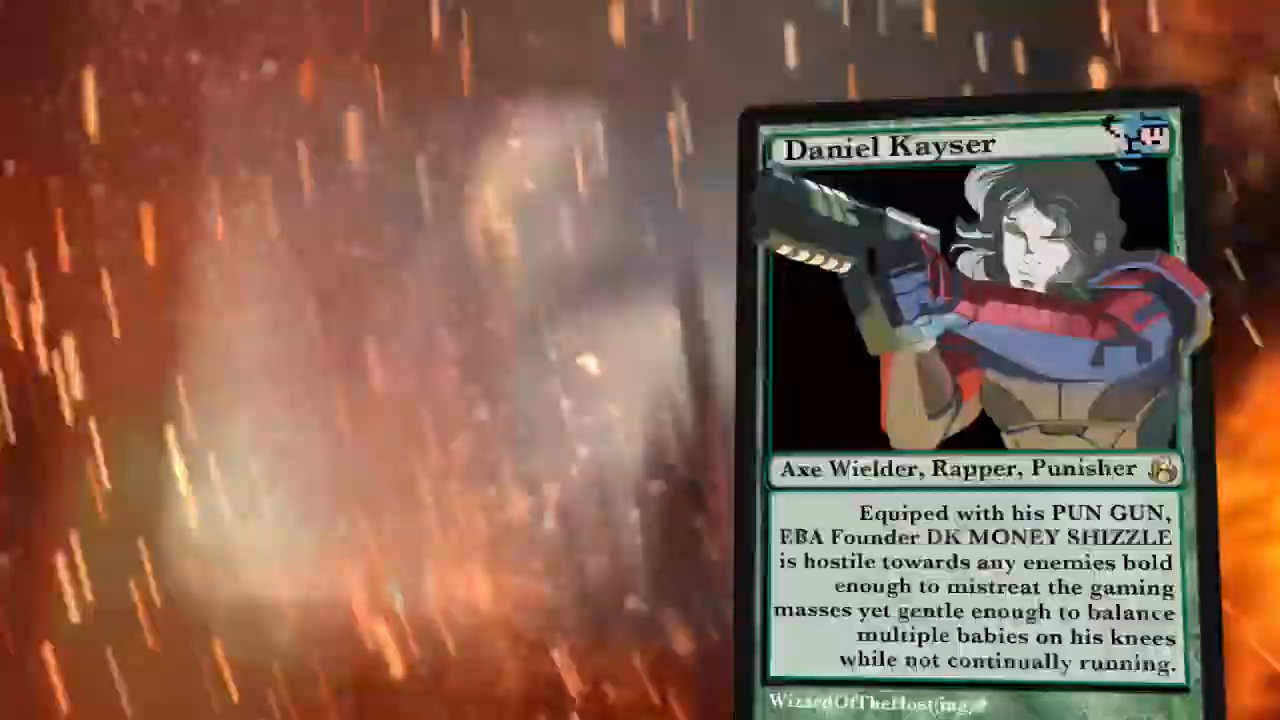 Daniel Kayser
Axe Wielder, Rapper, Punisher
Equiped with his PUN GUN,
EBA Founder DK MONEY SHIZZLE
is hostile towards any enemies bold
enough to mistreat the gaming
masses yet gentle enough to balance
multiple babies on his knees
while not continually running.
WizardOfTheHost(ing)